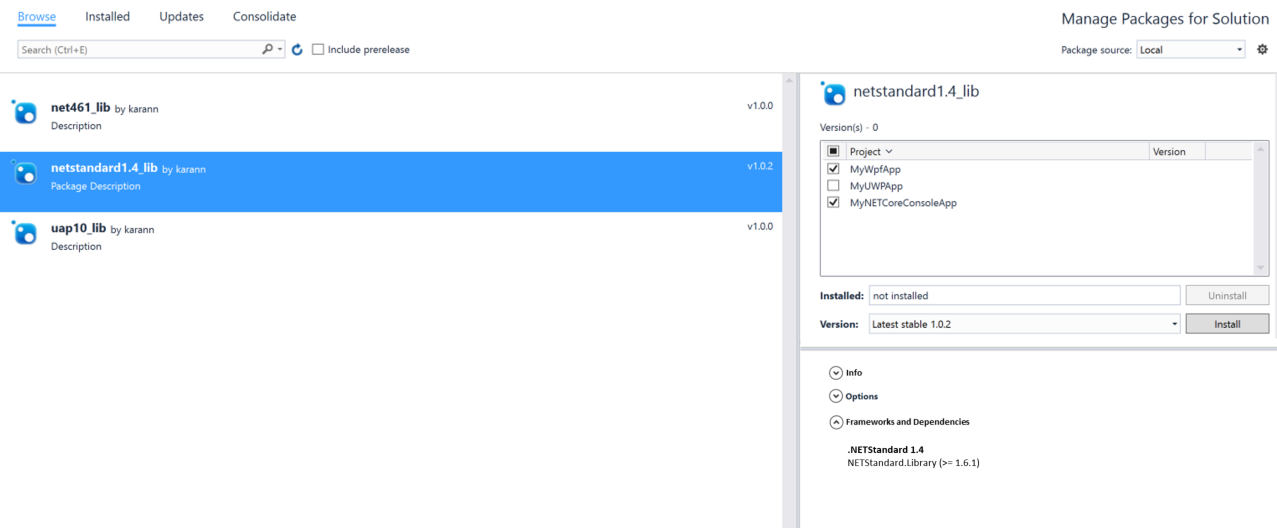 Browse Installed Updates Consolidate
Manage Packages for Solution
Search (Ctrl+E)
Include prerelease
Package source: Local
net461_lib by karann
v1.0.0
Description
netstandard1.4_lib by karann
v1.0.2
Package Description
uap10_lib by karann
v1.0.0
Description
netstandard1.4_lib
Version(s) - 0
Project Version
MyWpfApp
MyUWPApp
MyNETCoreConsoleApp
Installed: not installed Uninstall
Version: Latest stable 1.0.2 Install
Info
Options
Frameworks and Dependencies
.NETStandard 1.4
NETStandard.Library (>= 1.6.1)